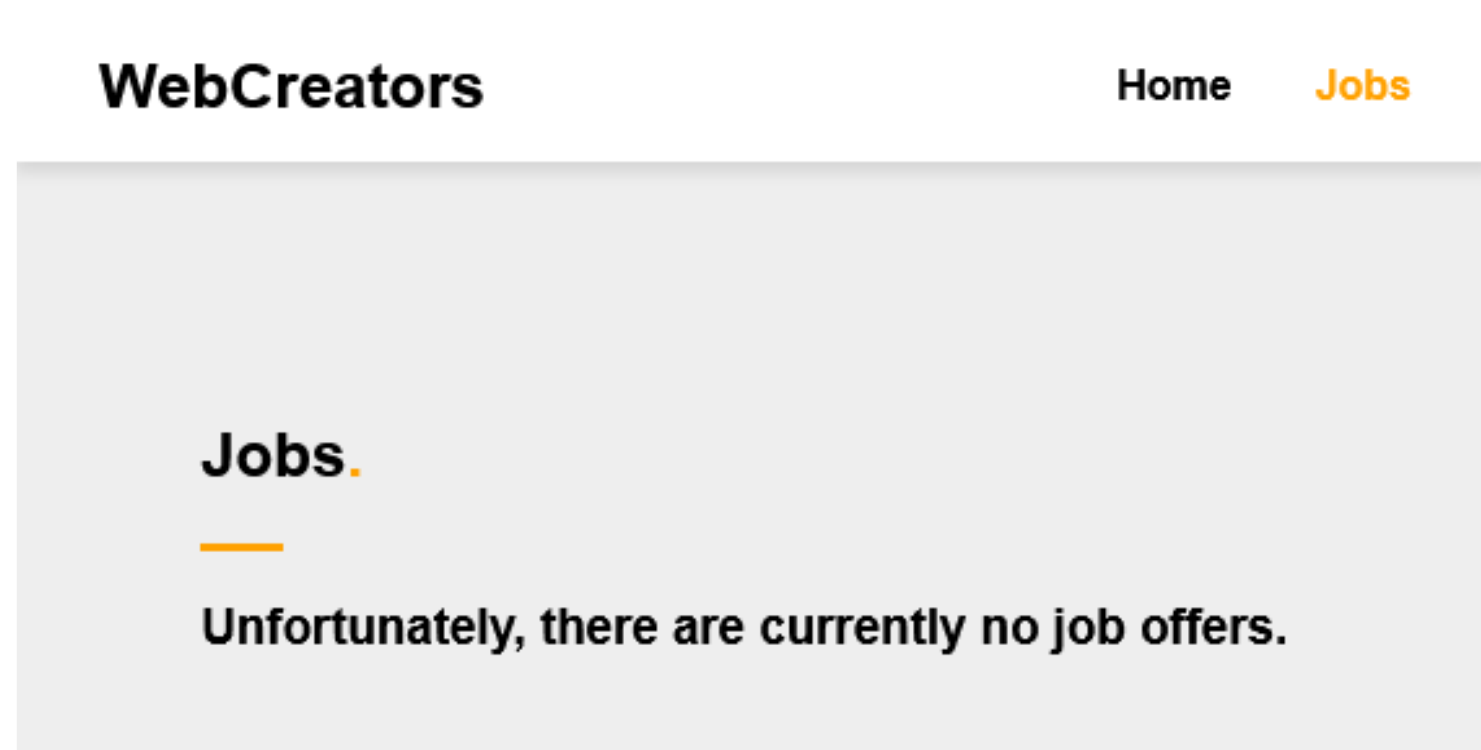 WebCreators Home Jobs
Jobs.
Unfortunately, there are currently no job offers.